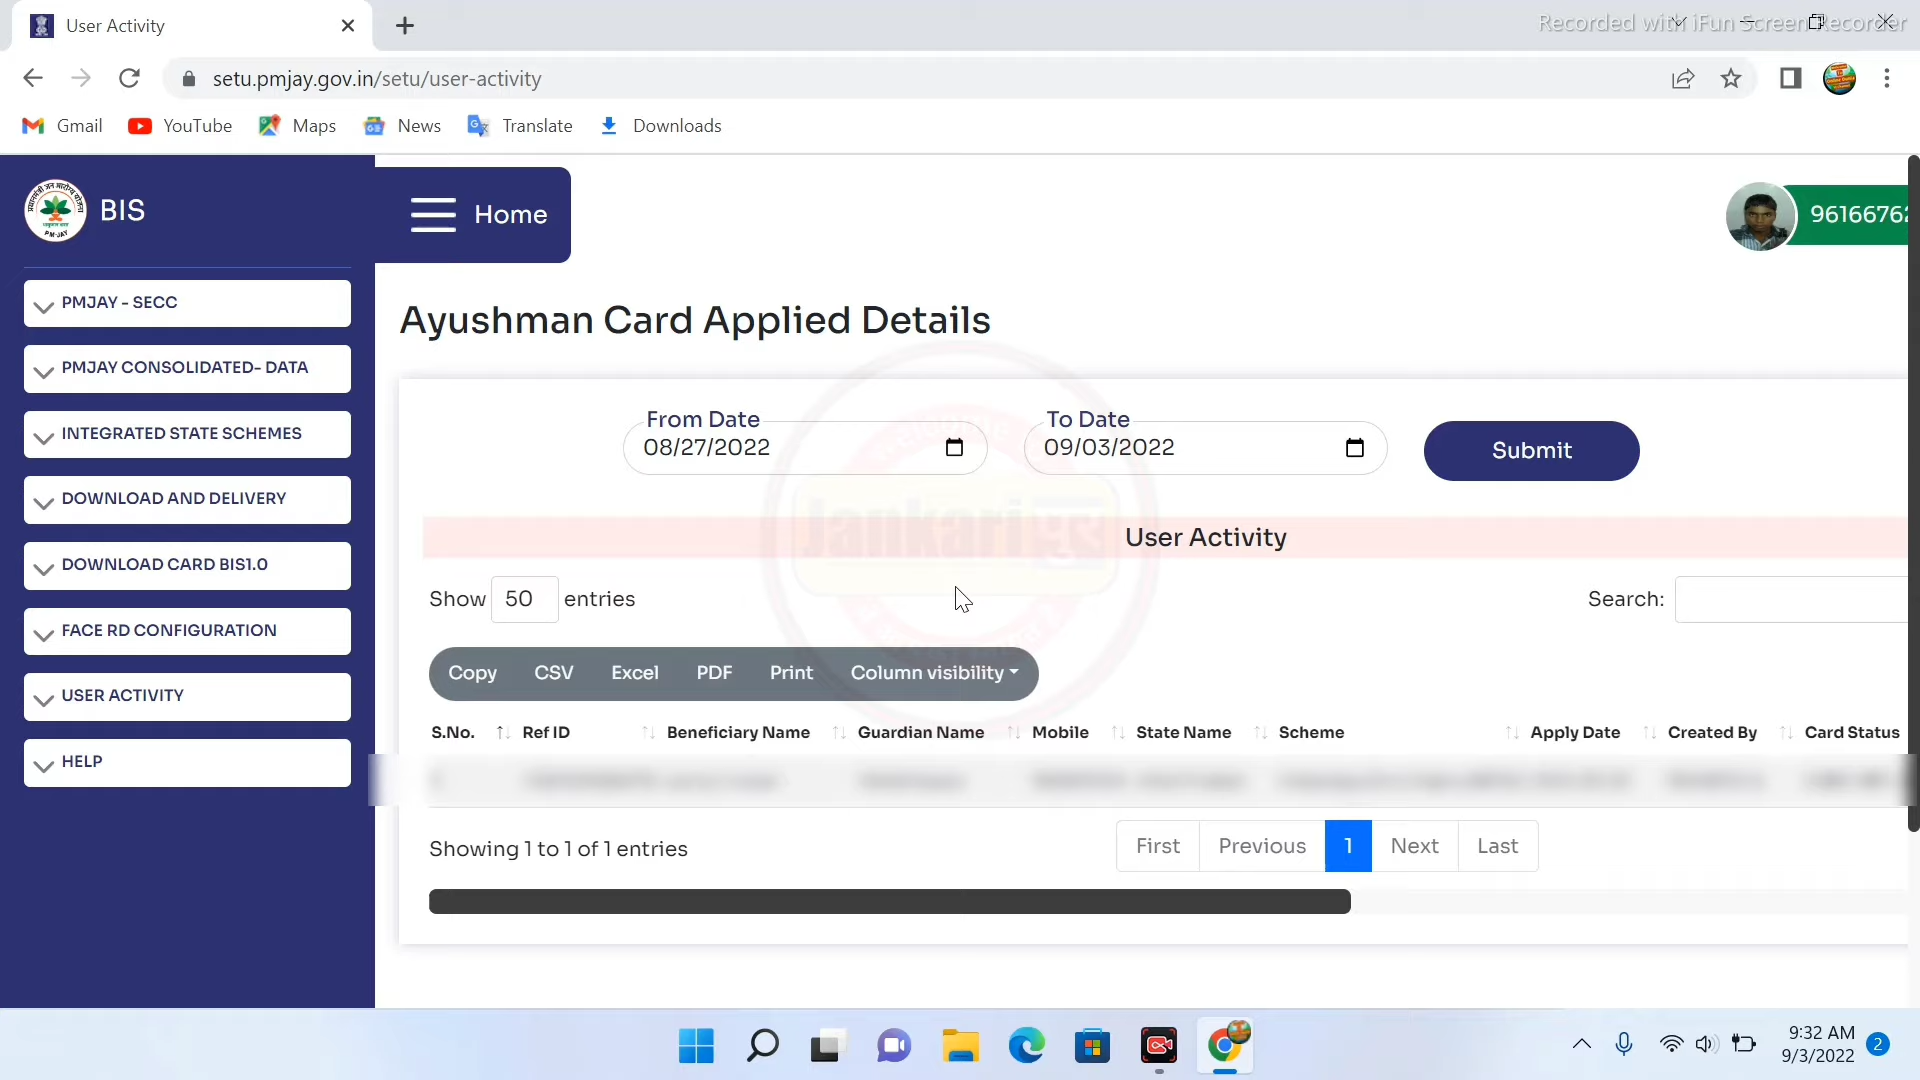 User Activity
Recorded with iFun Screen Recorder
setu.pmjay.gov.in/setu/user-activity
Gmail YouTube Maps News Translate Downloads
BIS
Home
9616676
PMJAY - SECC
PMJAY CONSOLIDATED- DATA
INTEGRATED STATE SCHEMES
DOWNLOAD AND DELIVERY
DOWNLOAD CARD BIS1.0
FACE RD CONFIGURATION
USER ACTIVITY
HELP
Ayushman Card Applied Details
From Date
08/27/2022
To Date
09/03/2022
Submit
Jankari गुरु
User Activity
Show 50 entries
Search:
Copy CSV Excel PDF Print Column visibility
S.No. Ref ID Beneficiary Name Guardian Name Mobile State Name Scheme Apply Date Created By Card Status
Showing 1 to 1 of 1 entries
First Previous 1 Next Last
9:32 AM
9/3/2022
2